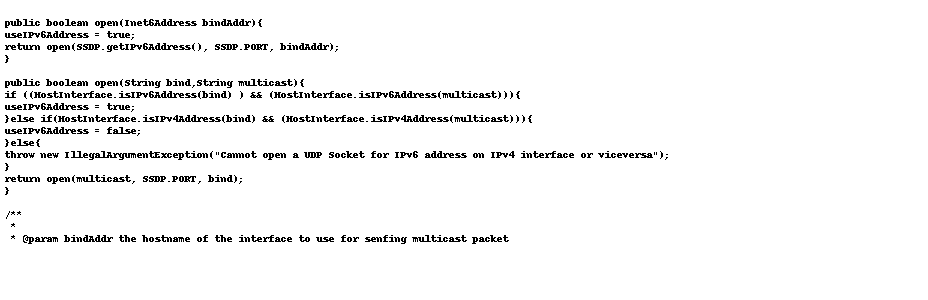 public boolean open(Inet6Address bindAddr){
useIPv6Address = true;
return open(SSDP.getIPv6Address(), SSDP.PORT, bindAddr);
}
public boolean open(String bind,String multicast){
if ((HostInterface.isIPv6Address(bind) ) && (HostInterface.isIPv6Address(multicast))){
useIPv6Address = true;
}else if(HostInterface.isIPv4Address(bind) && (HostInterface.isIPv4Address(multicast))){
useIPv6Address = false;
}else{
throw new IllegalArgumentException("Cannot open a UDP Socket for IPv6 address on IPv4 interface or viceversa");
}
return open(multicast, SSDP.PORT, bind);
}
/**
*
* @param bindAddr the hostname of the interface to use for senfing multicast packet